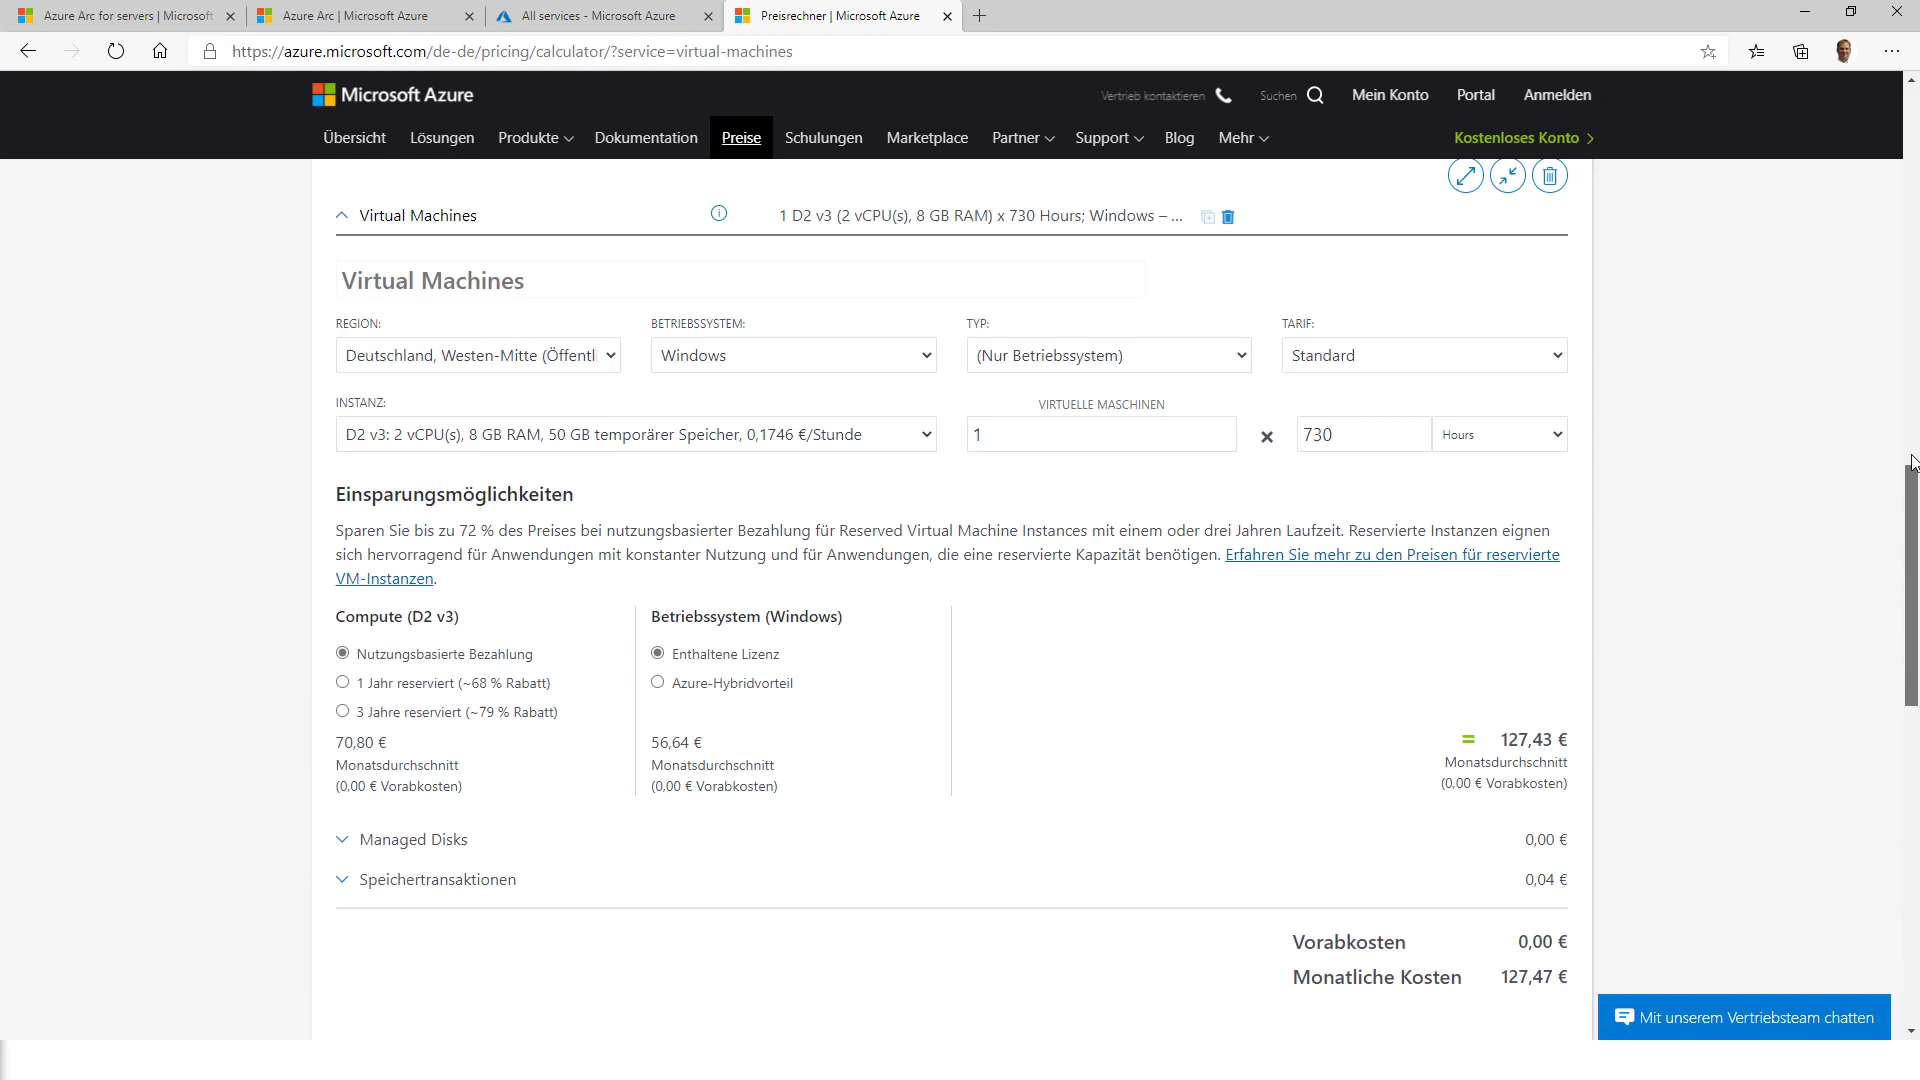 Azure Arc for servers | Microsoft
Azure Arc | Microsoft Azure
All services - Microsoft Azure
Preisrechner | Microsoft Azure
https://azure.microsoft.com/de-de/pricing/calculator/?service=virtual-machines
Microsoft Azure
Vertrieb kontaktieren
Suchen
Mein Konto
Portal
Anmelden
Übersicht
Lösungen
Produkte
Dokumentation
Preise
Schulungen
Marketplace
Partner
Support
Blog
Mehr
Kostenloses Konto
Virtual Machines
1 D2 v3 (2 vCPU(s), 8 GB RAM) x 730 Hours; Windows – ...
Virtual Machines
REGION:
BETRIEBSSYSTEM:
TYP:
TARIF:
Deutschland, Westen-Mitte (Öffentli
Windows
(Nur Betriebssystem)
Standard
INSTANZ:
VIRTUELLE MASCHINEN
D2 v3: 2 vCPU(s), 8 GB RAM, 50 GB temporärer Speicher, 0,1746 €/Stunde
1
730
Hours
Einsparungsmöglichkeiten
Sparen Sie bis zu 72 % des Preises bei nutzungsbasierter Bezahlung für Reserved Virtual Machine Instances mit einem oder drei Jahren Laufzeit. Reservierte Instanzen eignen
sich hervorragend für Anwendungen mit konstanter Nutzung und für Anwendungen, die eine reservierte Kapazität benötigen. Erfahren Sie mehr zu den Preisen für reservierte
VM-Instanzen.
Compute (D2 v3)
Nutzungsbasierte Bezahlung
1 Jahr reserviert (~68 % Rabatt)
3 Jahre reserviert (~79 % Rabatt)
70,80 €
Monatsdurchschnitt
(0,00 € Vorabkosten)
Betriebssystem (Windows)
Enthaltene Lizenz
Azure-Hybridvorteil
56,64 €
Monatsdurchschnitt
(0,00 € Vorabkosten)
= 127,43 €
Monatsdurchschnitt
(0,00 € Vorabkosten)
Managed Disks
0,00 €
Speichertransaktionen
0,04 €
Vorabkosten 0,00 €
Monatliche Kosten 127,47 €
Mit unserem Vertriebsteam chatten